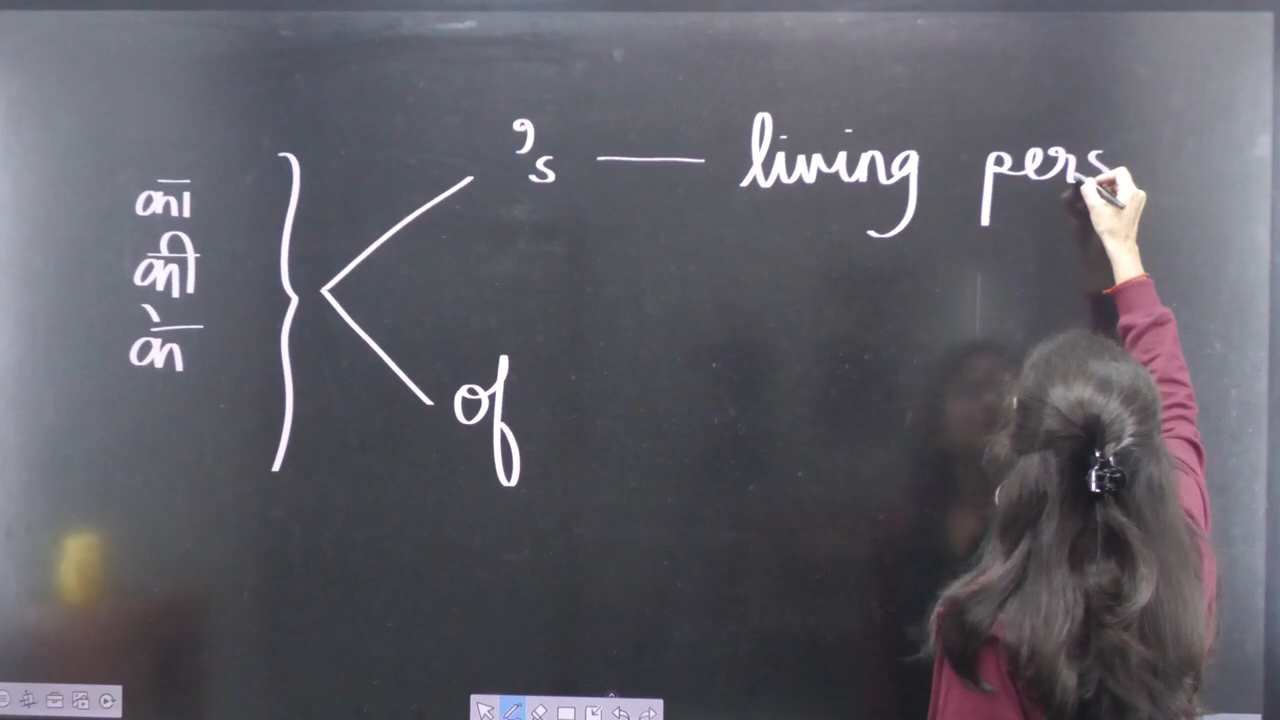 का
की
के
's — living pers
of